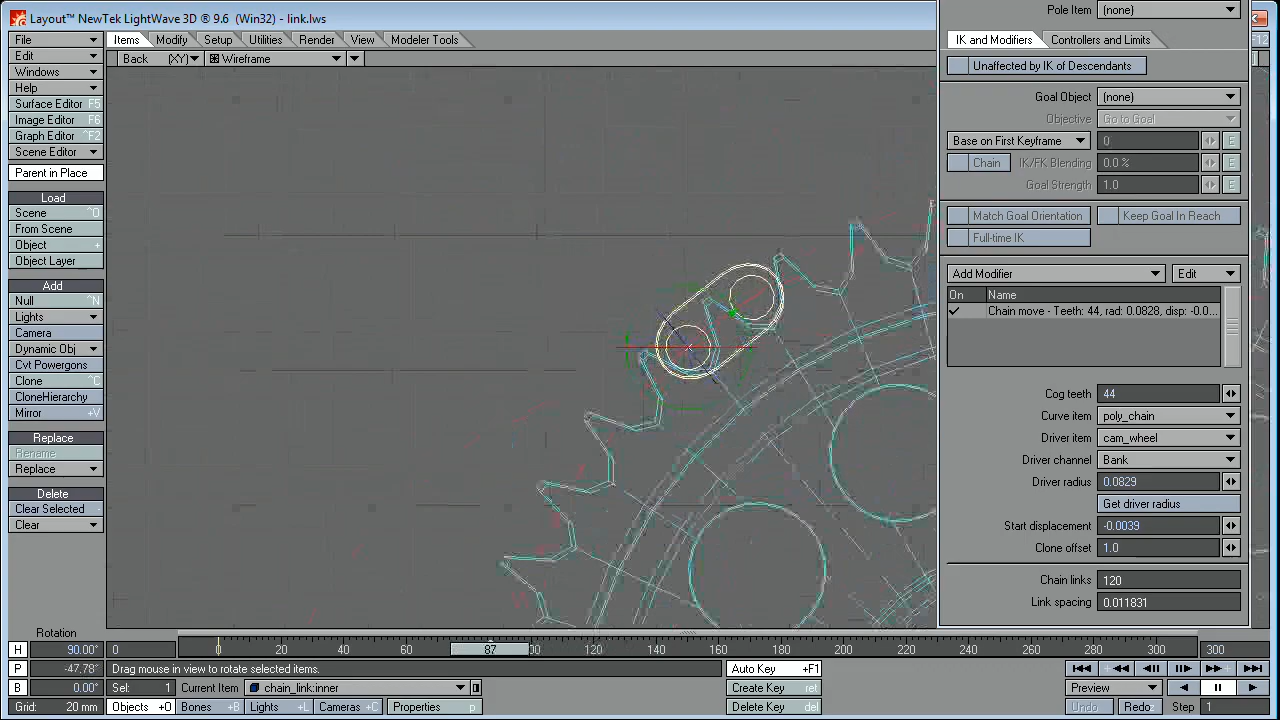 Layout™ NewTek LightWave 3D ® 9.6 (Win32) - link.lws
File
Edit
Windows
Help
Surface Editor F5
Image Editor F6
Graph Editor ^F2
Scene Editor
Parent in Place
Load
Scene ^O
From Scene
Object +
Object Layer
Add
Null ^N
Lights
Camera
Dynamic Obj
Cvt Powergons
Clone ^C
CloneHierarchy
Mirror +V
Replace
Rename
Replace
Delete
Clear Selected -
Clear
Items Modify Setup Utilities Render View Modeler Tools
Back (XY) Wireframe
Pole Item (none)
IK and Modifiers Controllers and Limits
F12
Unaffected by IK of Descendants
Goal Object (none)
Objective Go to Goal
Base on First Keyframe 0 E
Chain IK/FK Blending 0.0 % E
Goal Strength 1.0 E
Match Goal Orientation Keep Goal In Reach
Full-time IK
Add Modifier Edit
On Name
Chain move - Teeth: 44, rad: 0.0828, disp: -0.0...
Cog teeth 44
Curve item poly_chain
Driver item cam_wheel
Driver channel Bank
Driver radius 0.0829
Get driver radius
Start displacement -0.0039
Clone offset 1.0
Chain links 120
Link spacing 0.011831
Rotation
H 90.00° 0 0 20 40 60 87 100 120 140 160 180 200 220 240 260 280 300 300
P -47.78° Drag mouse in view to rotate selected items. Auto Key +F1
B 0.00° Sel: 1 Current Item chain_link:inner Create Key ret Preview
Grid: 20 mm Objects +O Bones +B Lights +L Cameras +C Properties p Delete Key del Undo Redo Step 1